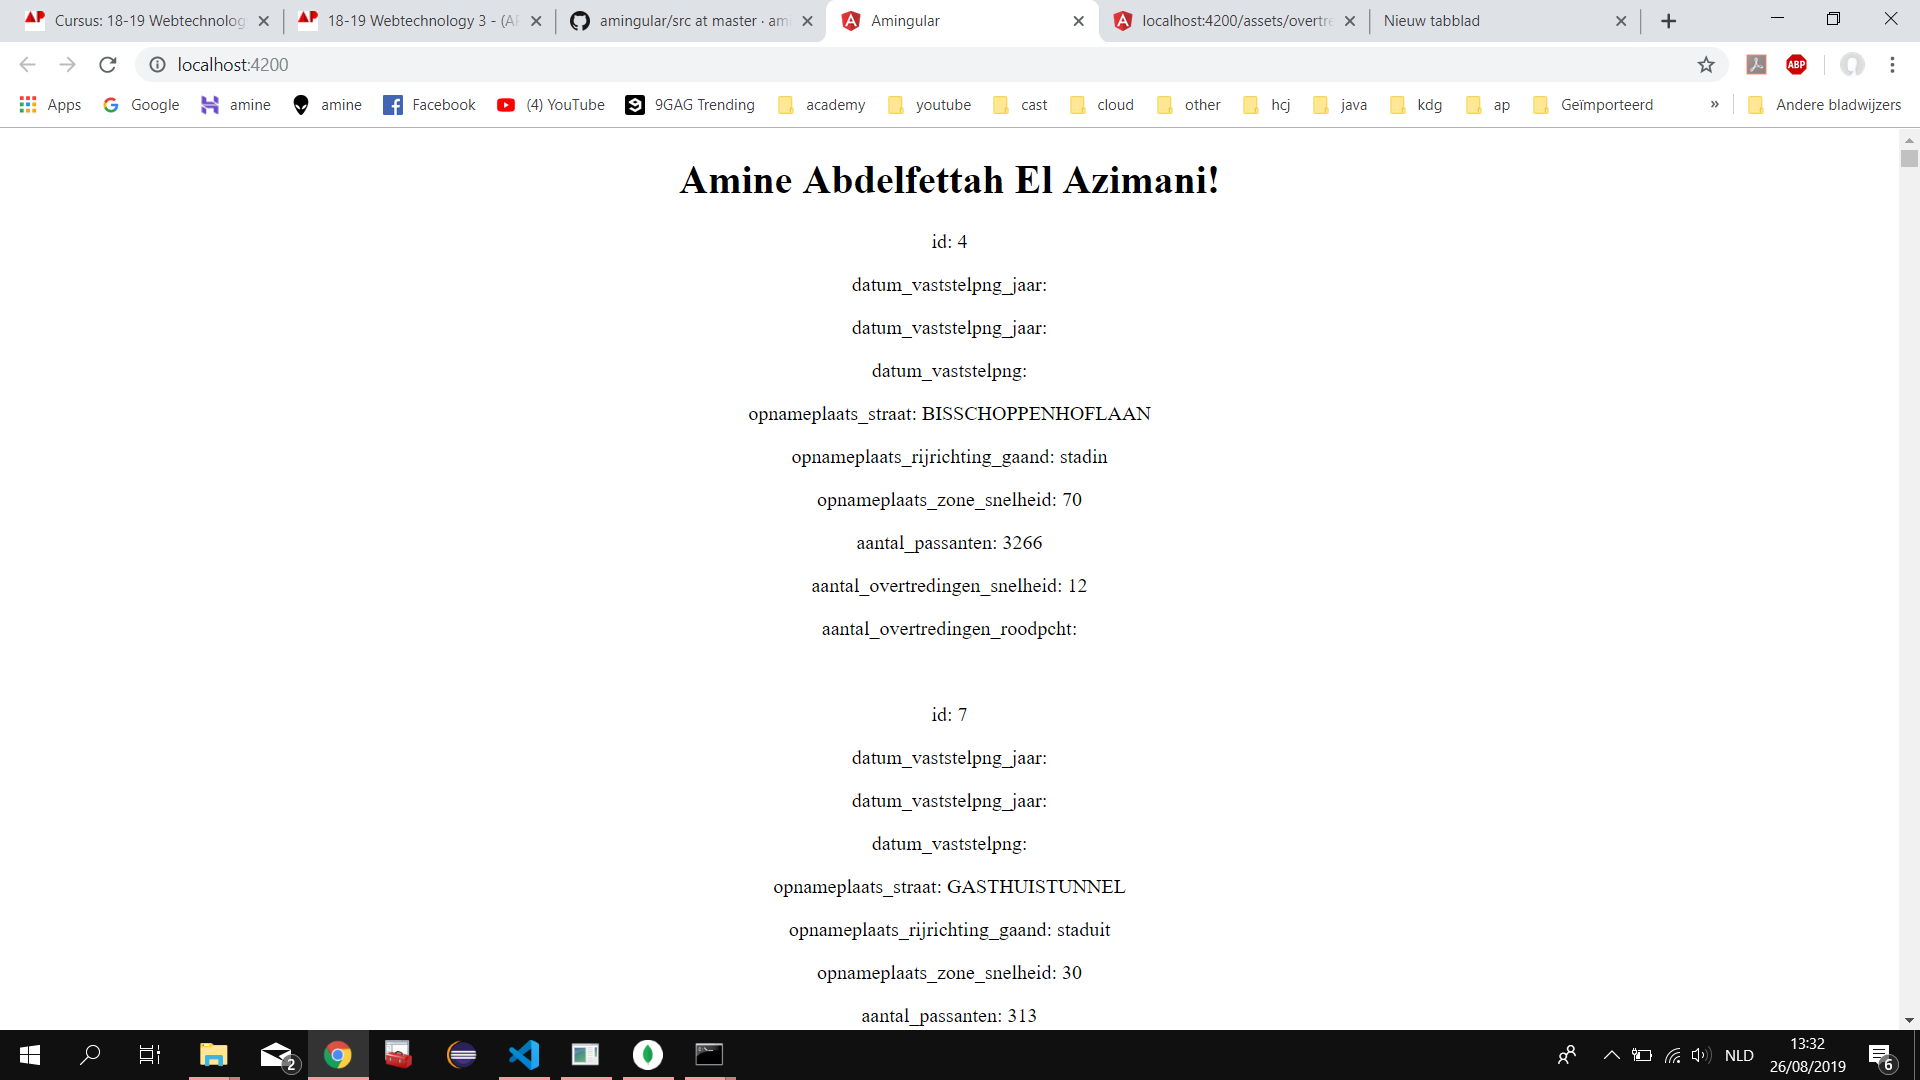 Cursus: 18-19 Webtechnolog
18-19 Webtechnology 3 - (AP
amingular/src at master · ami
Amingular
localhost:4200/assets/overtre
Nieuw tabblad
localhost:4200
ABP
Apps
Google
amine
amine
Facebook
(4) YouTube
9GAG Trending
academy
youtube
cast
cloud
other
hcj
java
kdg
ap
Geïmporteerd
»
Andere bladwijzers
Amine Abdelfettah El Azimani!
id: 4
datum_vaststelpng_jaar:
datum_vaststelpng_jaar:
datum_vaststelpng:
opnameplaats_straat: BISSCHOPPENHOFLAAN
opnameplaats_rijrichting_gaand: stadin
opnameplaats_zone_snelheid: 70
aantal_passanten: 3266
aantal_overtredingen_snelheid: 12
aantal_overtredingen_roodpcht:
id: 7
datum_vaststelpng_jaar:
datum_vaststelpng_jaar:
datum_vaststelpng:
opnameplaats_straat: GASTHUISTUNNEL
opnameplaats_rijrichting_gaand: staduit
opnameplaats_zone_snelheid: 30
aantal_passanten: 313
2
NLD
13:32
26/08/2019
6